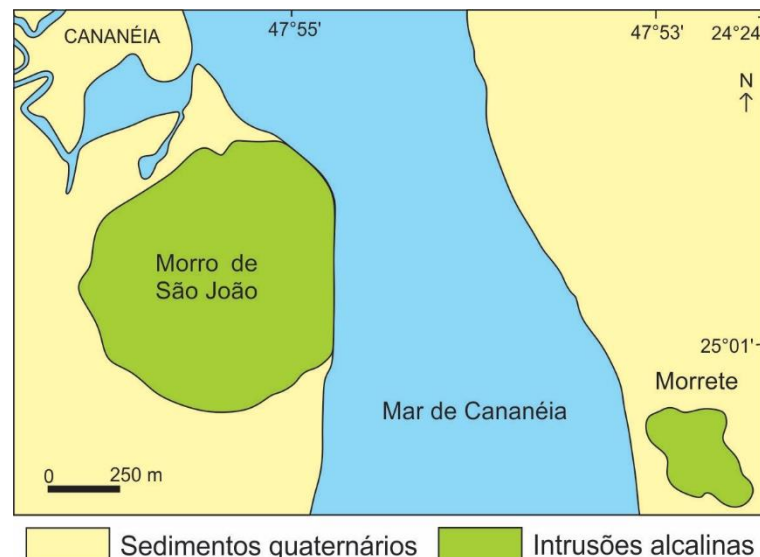 CANANÉIA
47°55'
47°53'
24°24'
N
Morro de
São João
25°01'
Morrete
Mar de Cananéia
0
250 m
Sedimentos quaternários
Intrusões alcalinas